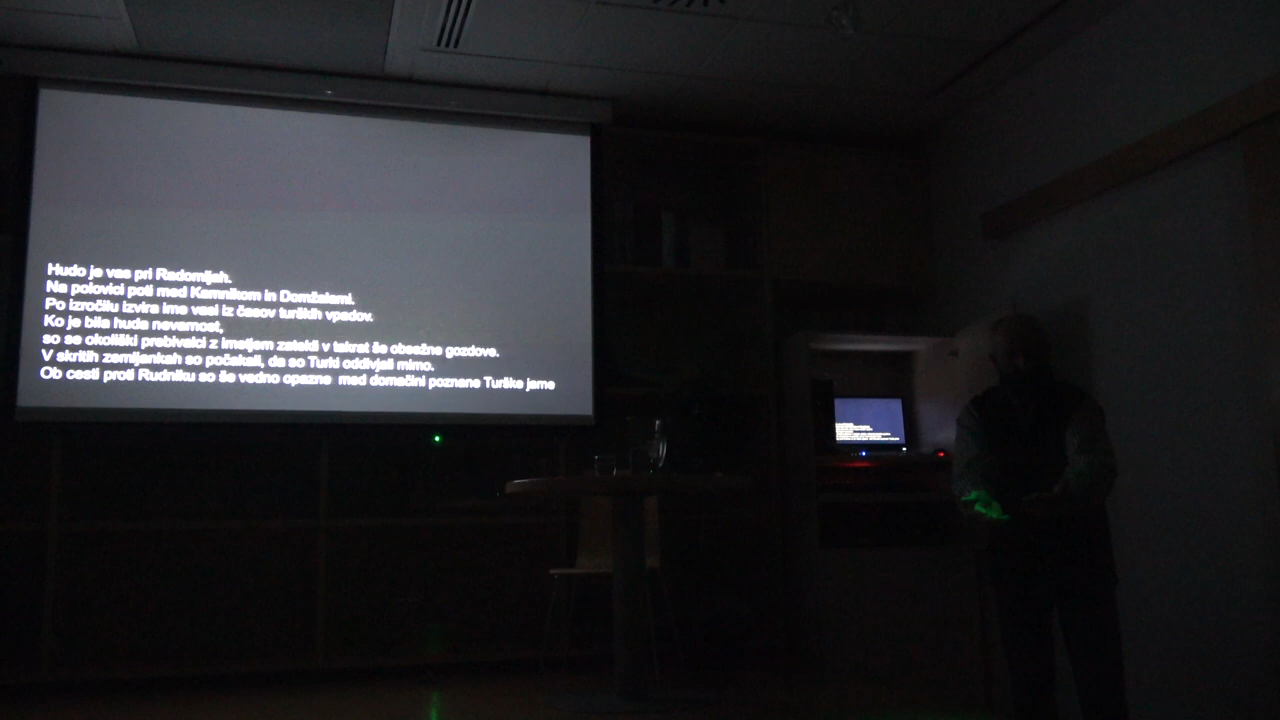 Hudo je vas pri Radomljah.
Na polovici poti med Kamnikom in Domžalami.
Po izročilu izvira ime vasi iz časov turških vpadov.
Ko je bila huda nevarnost,
so se okoliški prebivalci z imetjem zatekli v takrat še obsežne gozdove.
V skritih zemljankah so počakali, da so Turki oddivjali mimo.
Ob cesti proti Rudniku so še vedno opazne med domačini poznane Turške jame